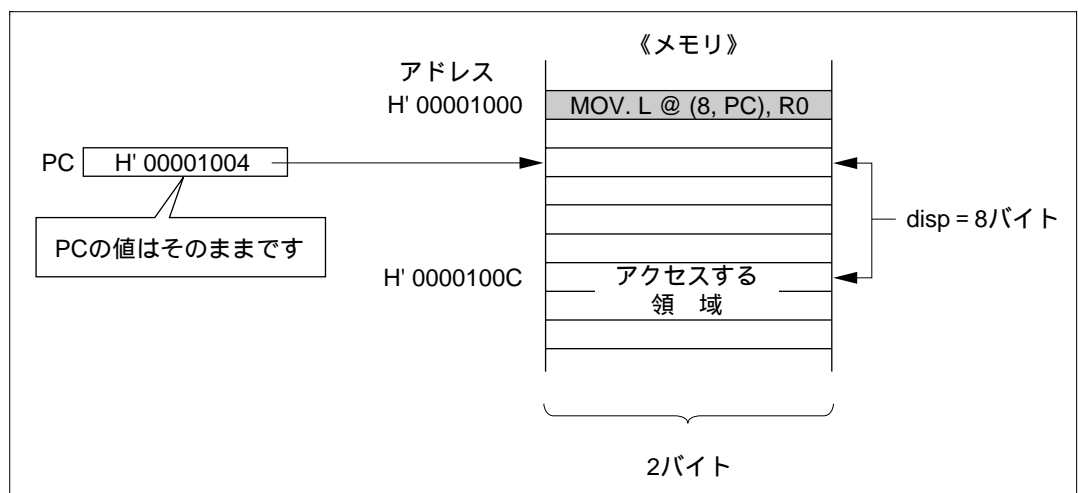 《メモリ》
アドレス
H' 00001000
MOV. L @ (8, PC), R0
PC
H' 00001004
disp = 8バイト
PCの値はそのままです
H' 0000100C
アクセスする
領　域
2バイト